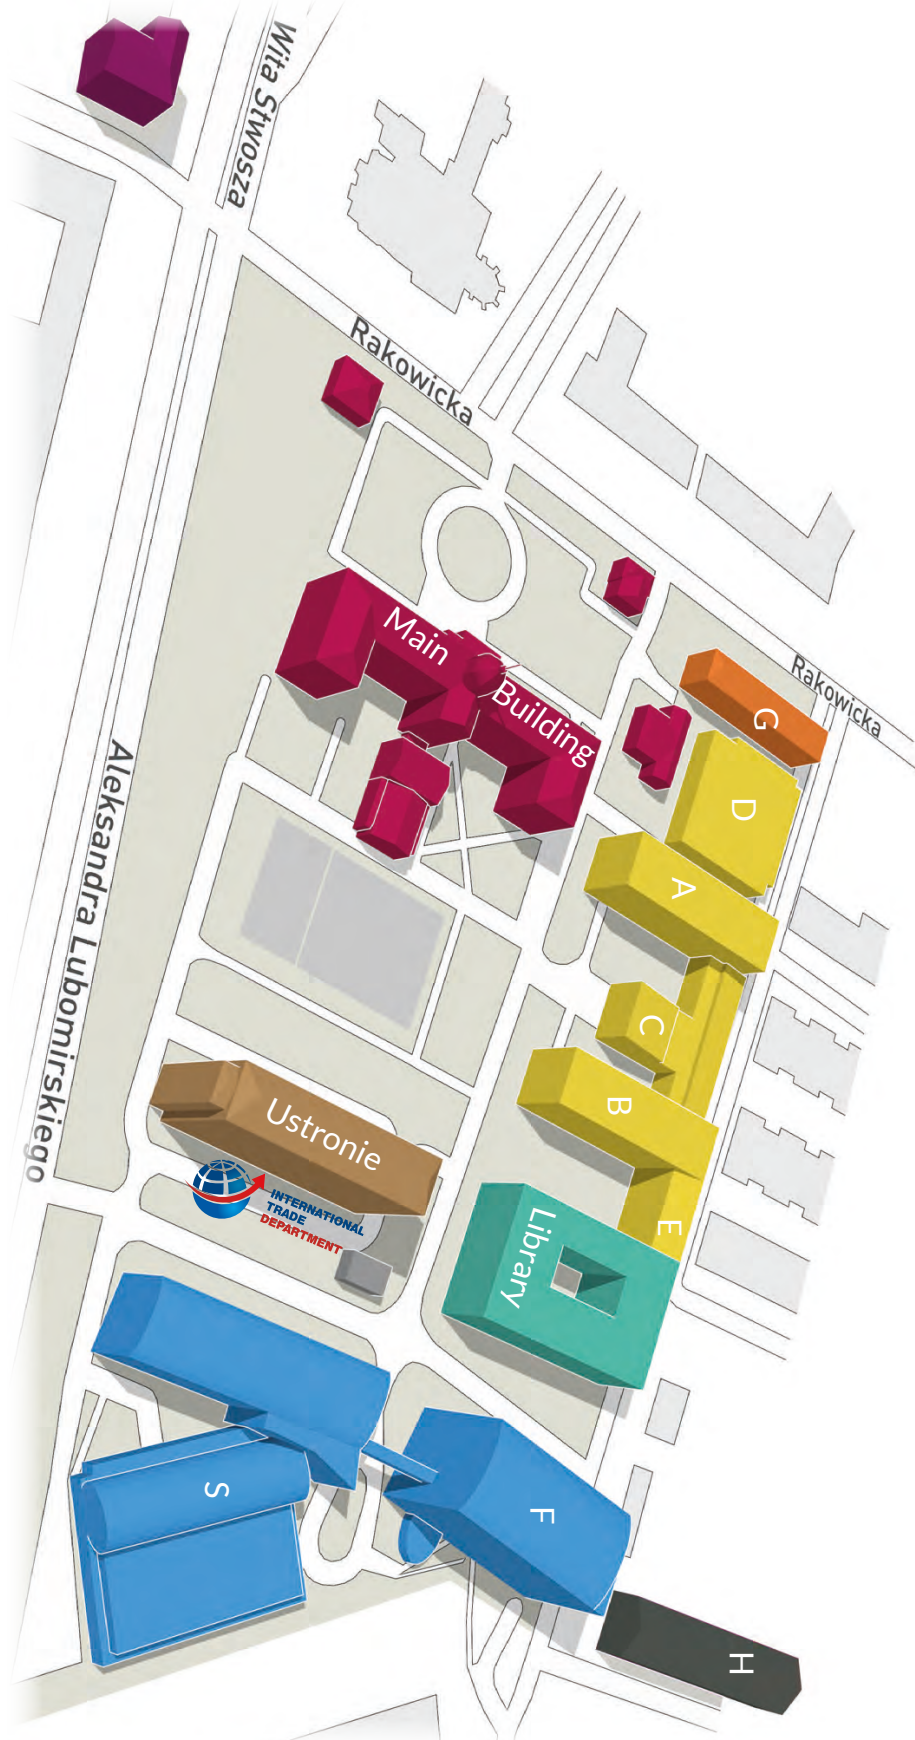 Wita Stwosza
Rakowicka
Main
Building
Rakowicka
G
D
A
C
B
E
Aleksandra Lubomirskiego
Ustronie
INTERNATIONAL
TRADE
DEPARTMENT
Library
S
F
H